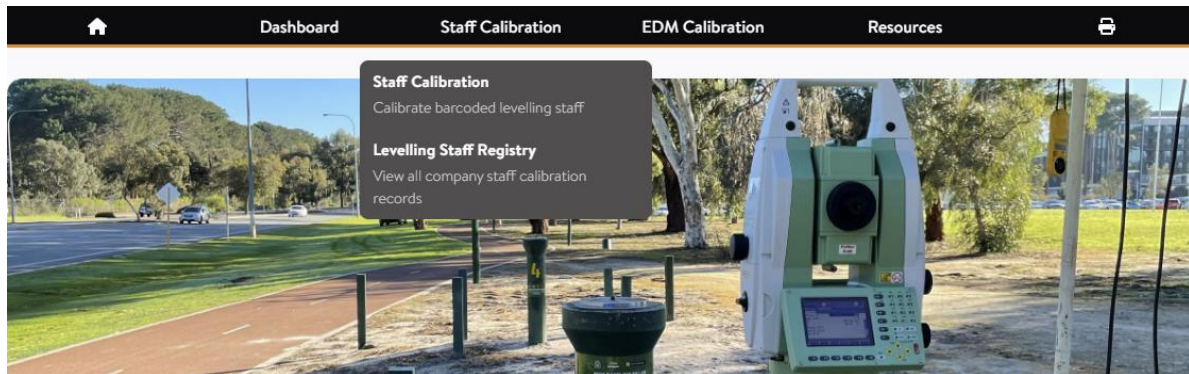 Dashboard
Staff Calibration
EDM Calibration
Resources
Staff Calibration
Calibrate barcoded levelling staff
Levelling Staff Registry
View all company staff calibration
records
4